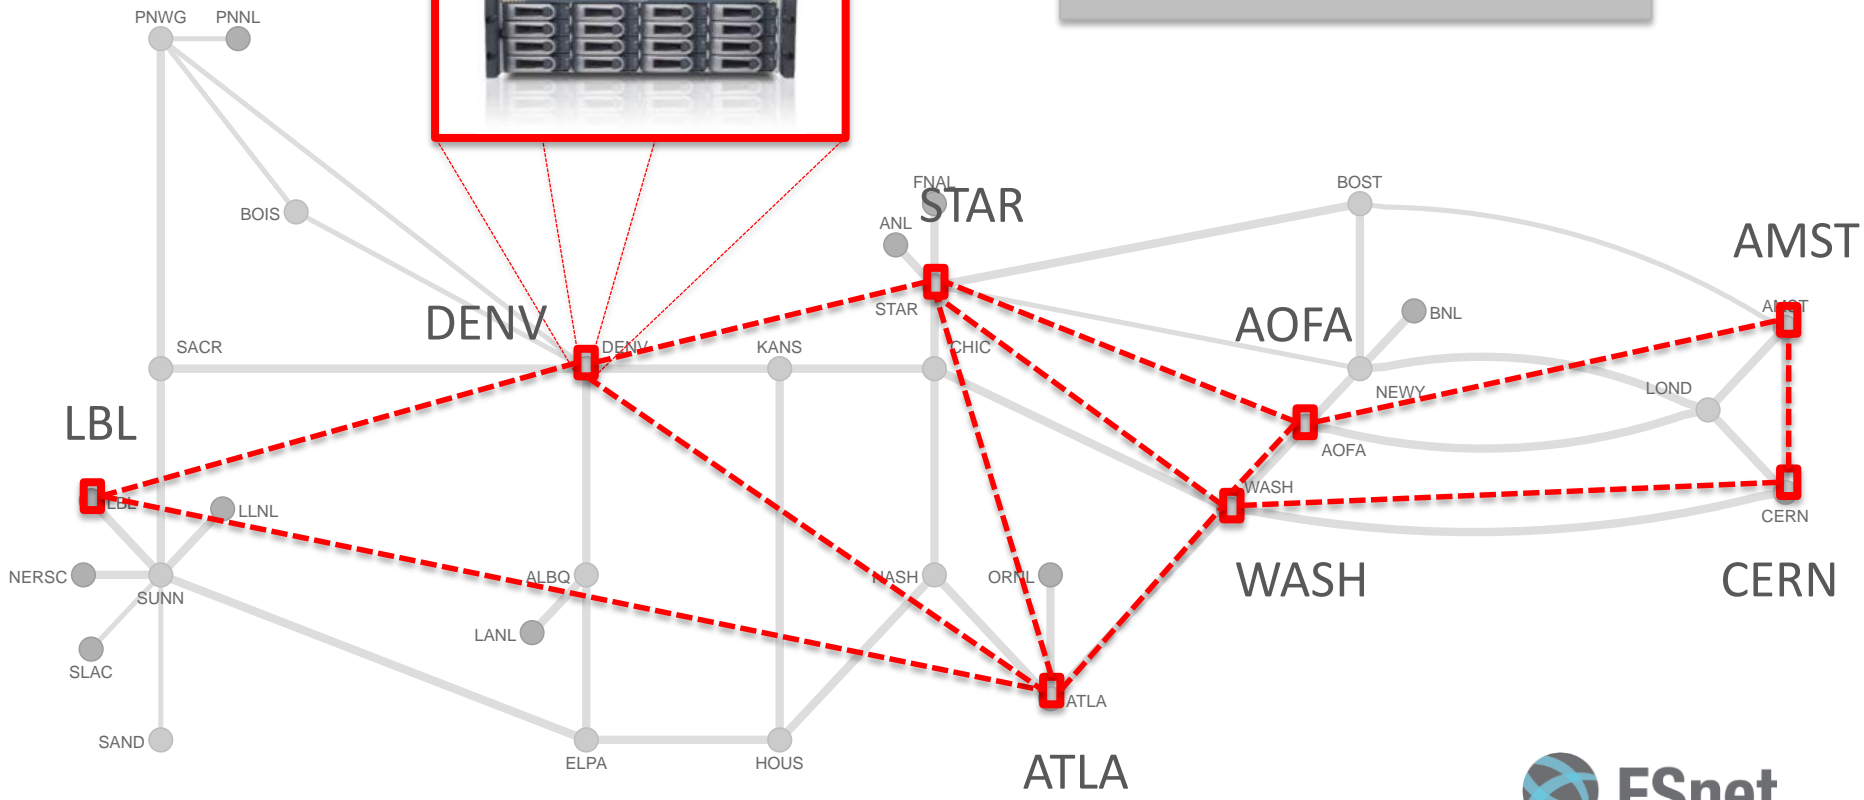 PNWG
PNNL
BOIS
FNAL
STAR
ANL
STAR
BOST
AMST
AMST
DENV
DENV
SACR
KANS
CHIC
AOFA
BNL
NEWY
LOND
LBL
LBL
LLNL
AOFA
WASH
CERN
NERSC
SUNN
ALBQ
NASH
ORNL
WASH
CERN
LANL
SLAC
ATLA
SAND
ELPA
HOUS
ATLA
ESnet